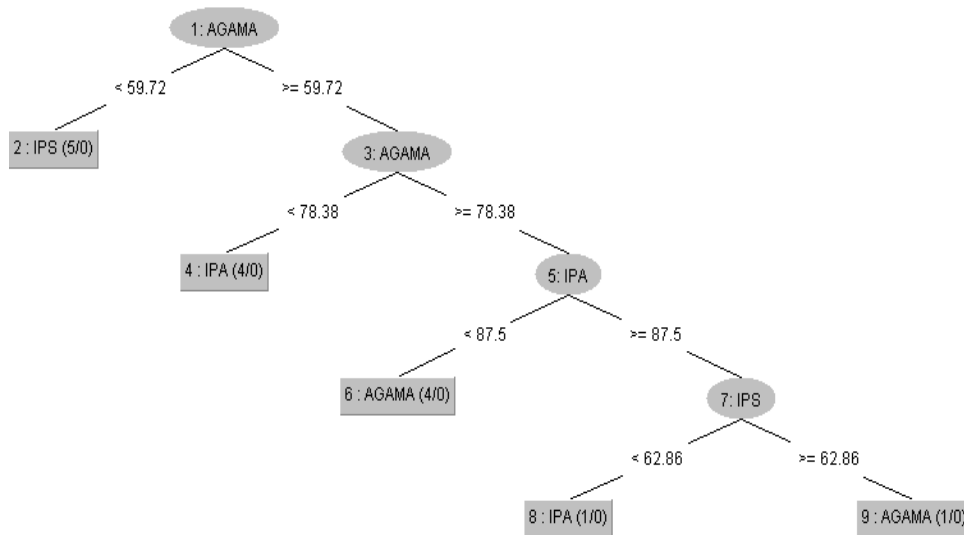 1: AGAMA
< 59.72
>= 59.72
2 : IPS (5/0)
3: AGAMA
< 78.38
>= 78.38
4 : IPA (4/0)
5: IPA
< 87.5
>= 87.5
6 : AGAMA (4/0)
7: IPS
< 62.86
>= 62.86
8 : IPA (1/0)
9 : AGAMA (1/0)